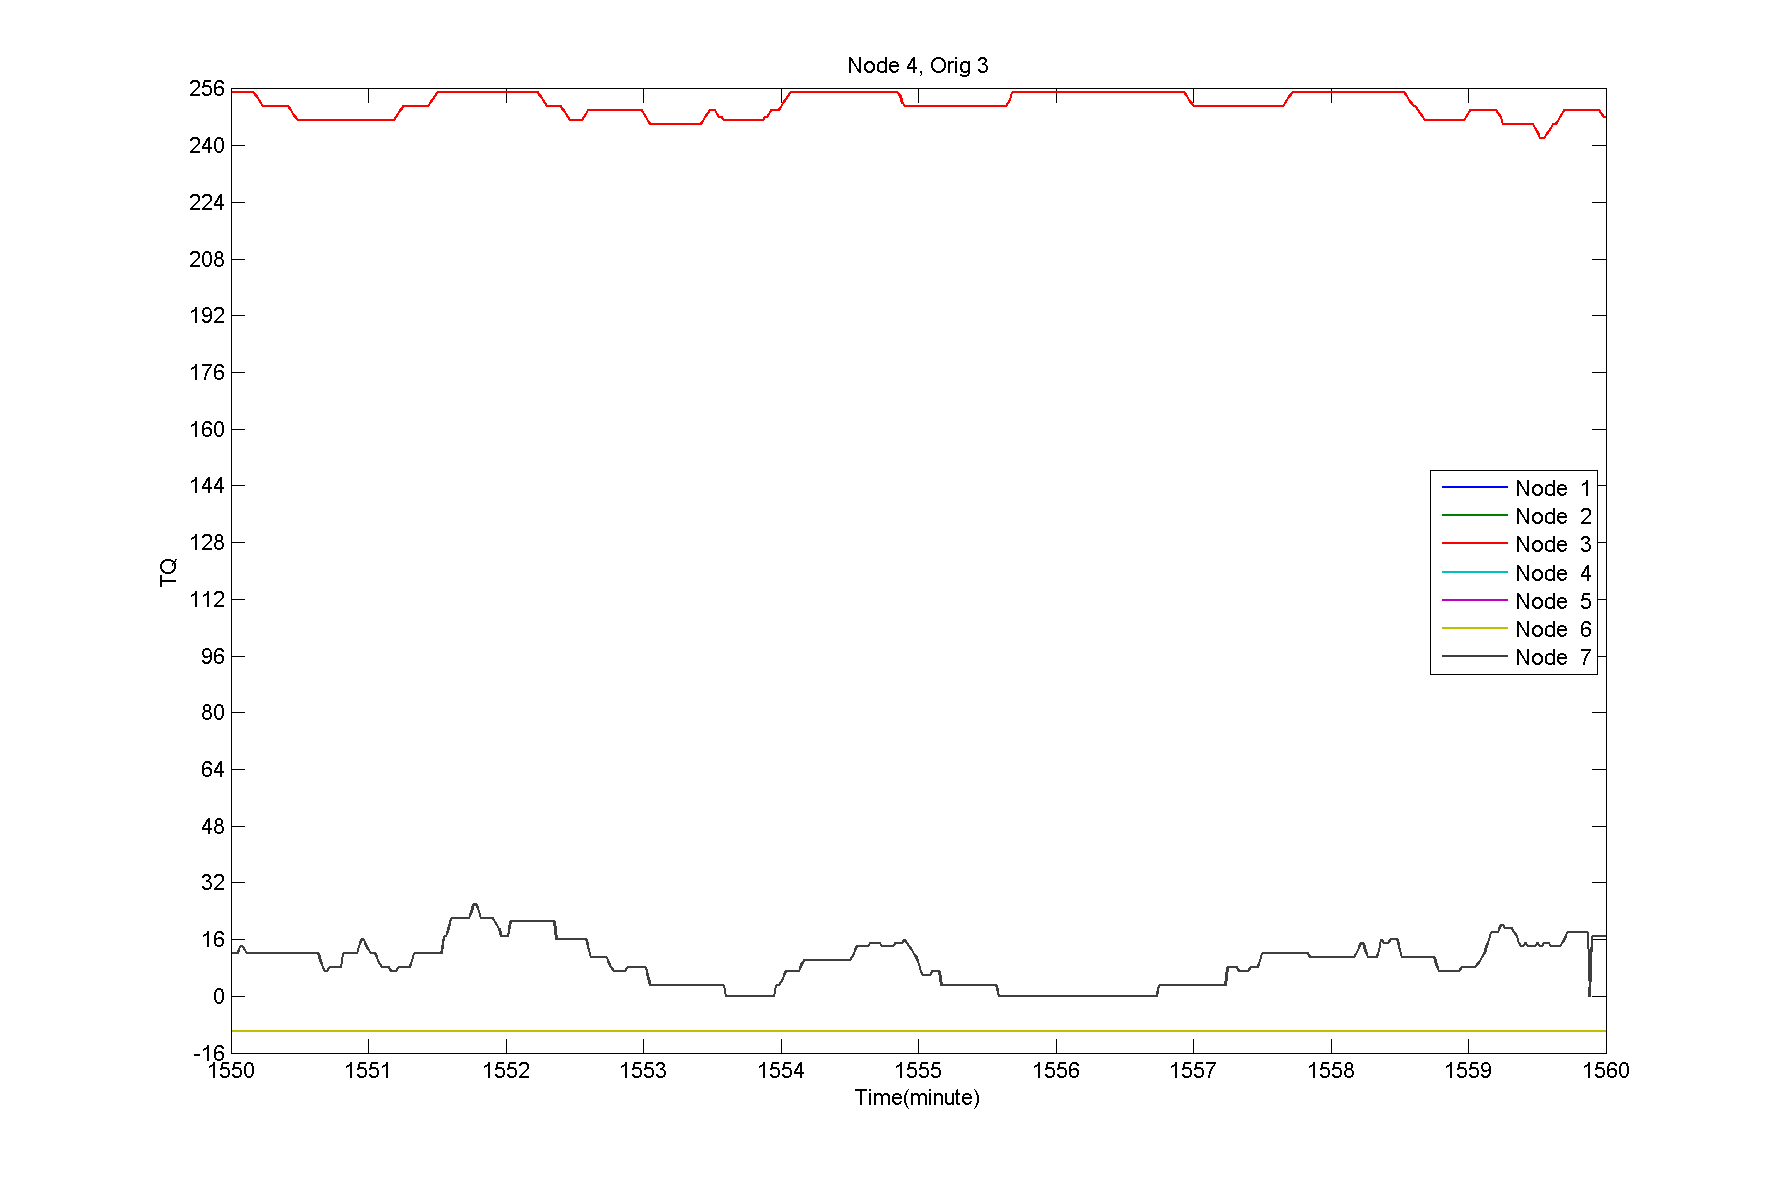 Node 4, Orig 3
256
240
224
208
192
176
160
144
128
112
96
80
64
48
32
16
0
-16
TQ
Node 1
Node 2
Node 3
Node 4
Node 5
Node 6
Node 7
1550 1551 1552 1553 1554 1555 1556 1557 1558 1559 1560
Time(minute)